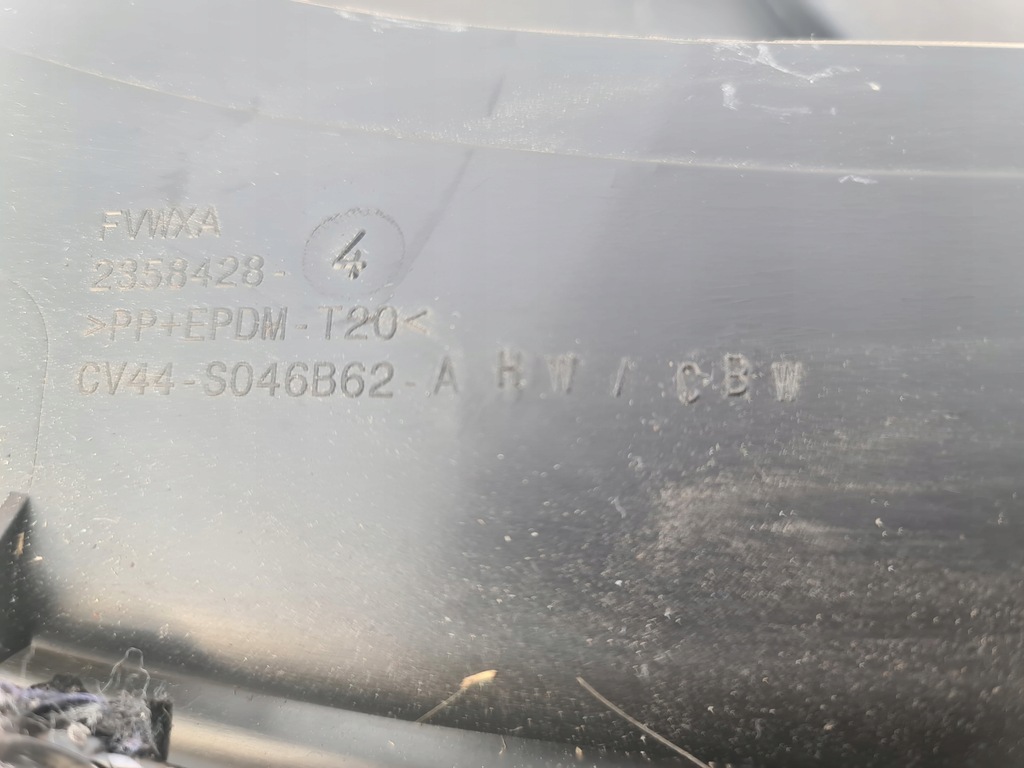 FVWXA
2358428- 4
>PP+EPDM-T20<
CV44-S046B62-A HW / CBW